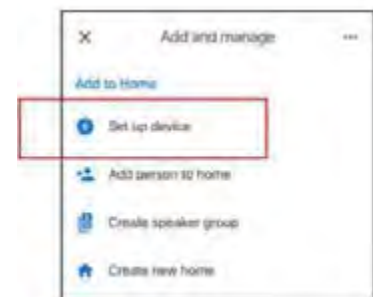 Add and manage
Add to Home
Set up device
Add person to home
Create speaker group
Create new home